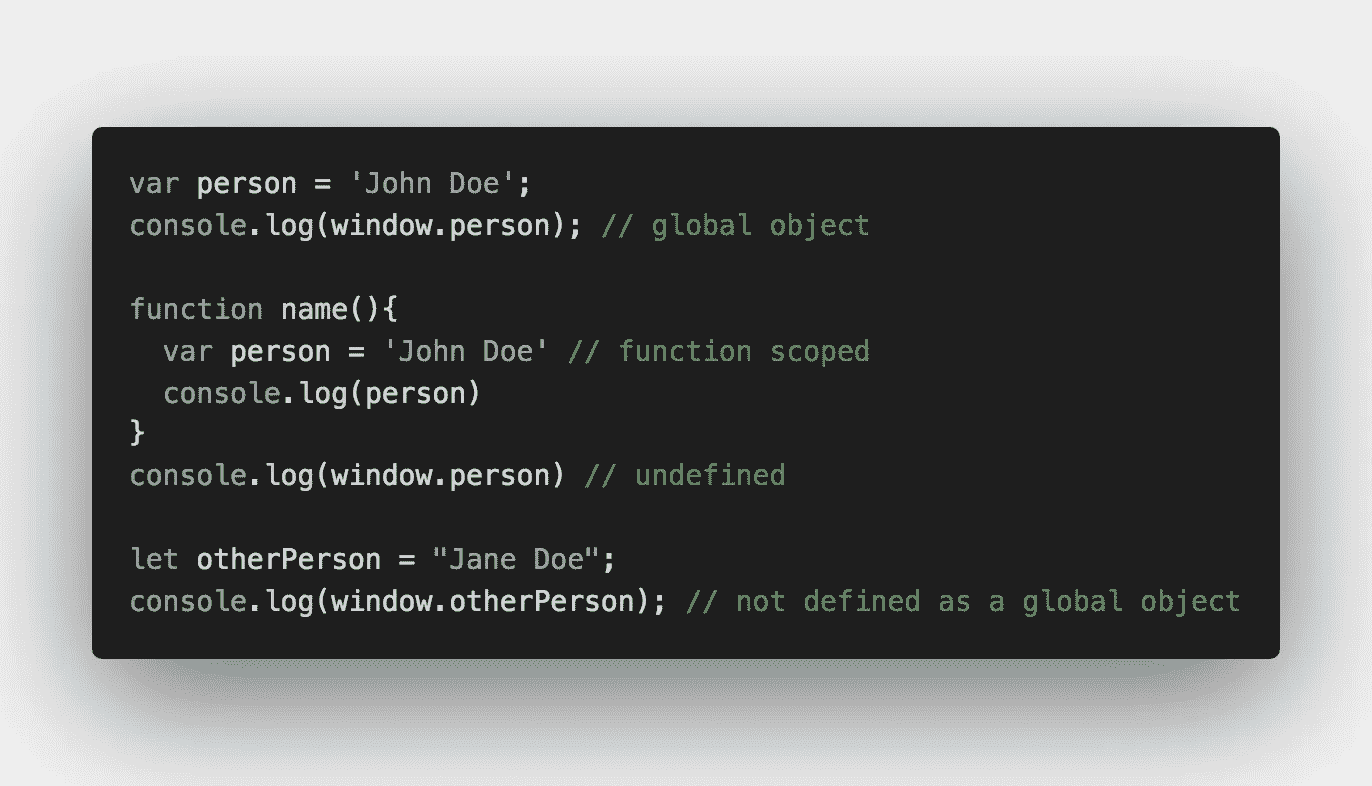 var person = 'John Doe';
console.log(window.person); // global object
function name(){
  var person = 'John Doe' // function scoped
  console.log(person)
}
console.log(window.person) // undefined
let otherPerson = "Jane Doe";
console.log(window.otherPerson); // not defined as a global object